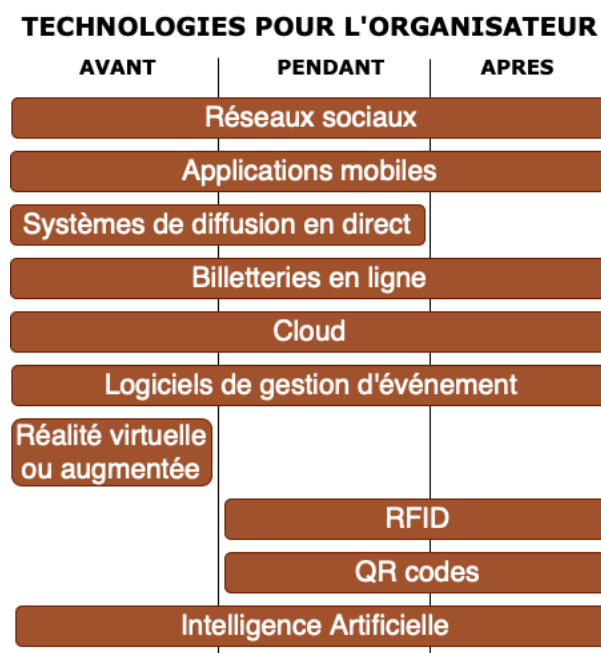 TECHNOLOGIES POUR L'ORGANISATEUR
AVANT PENDANT APRES
Réseaux sociaux
Applications mobiles
Systèmes de diffusion en direct
Billetteries en ligne
Cloud
Logiciels de gestion d'événement
Réalité virtuelle
ou augmentée
RFID
QR codes
Intelligence Artificielle